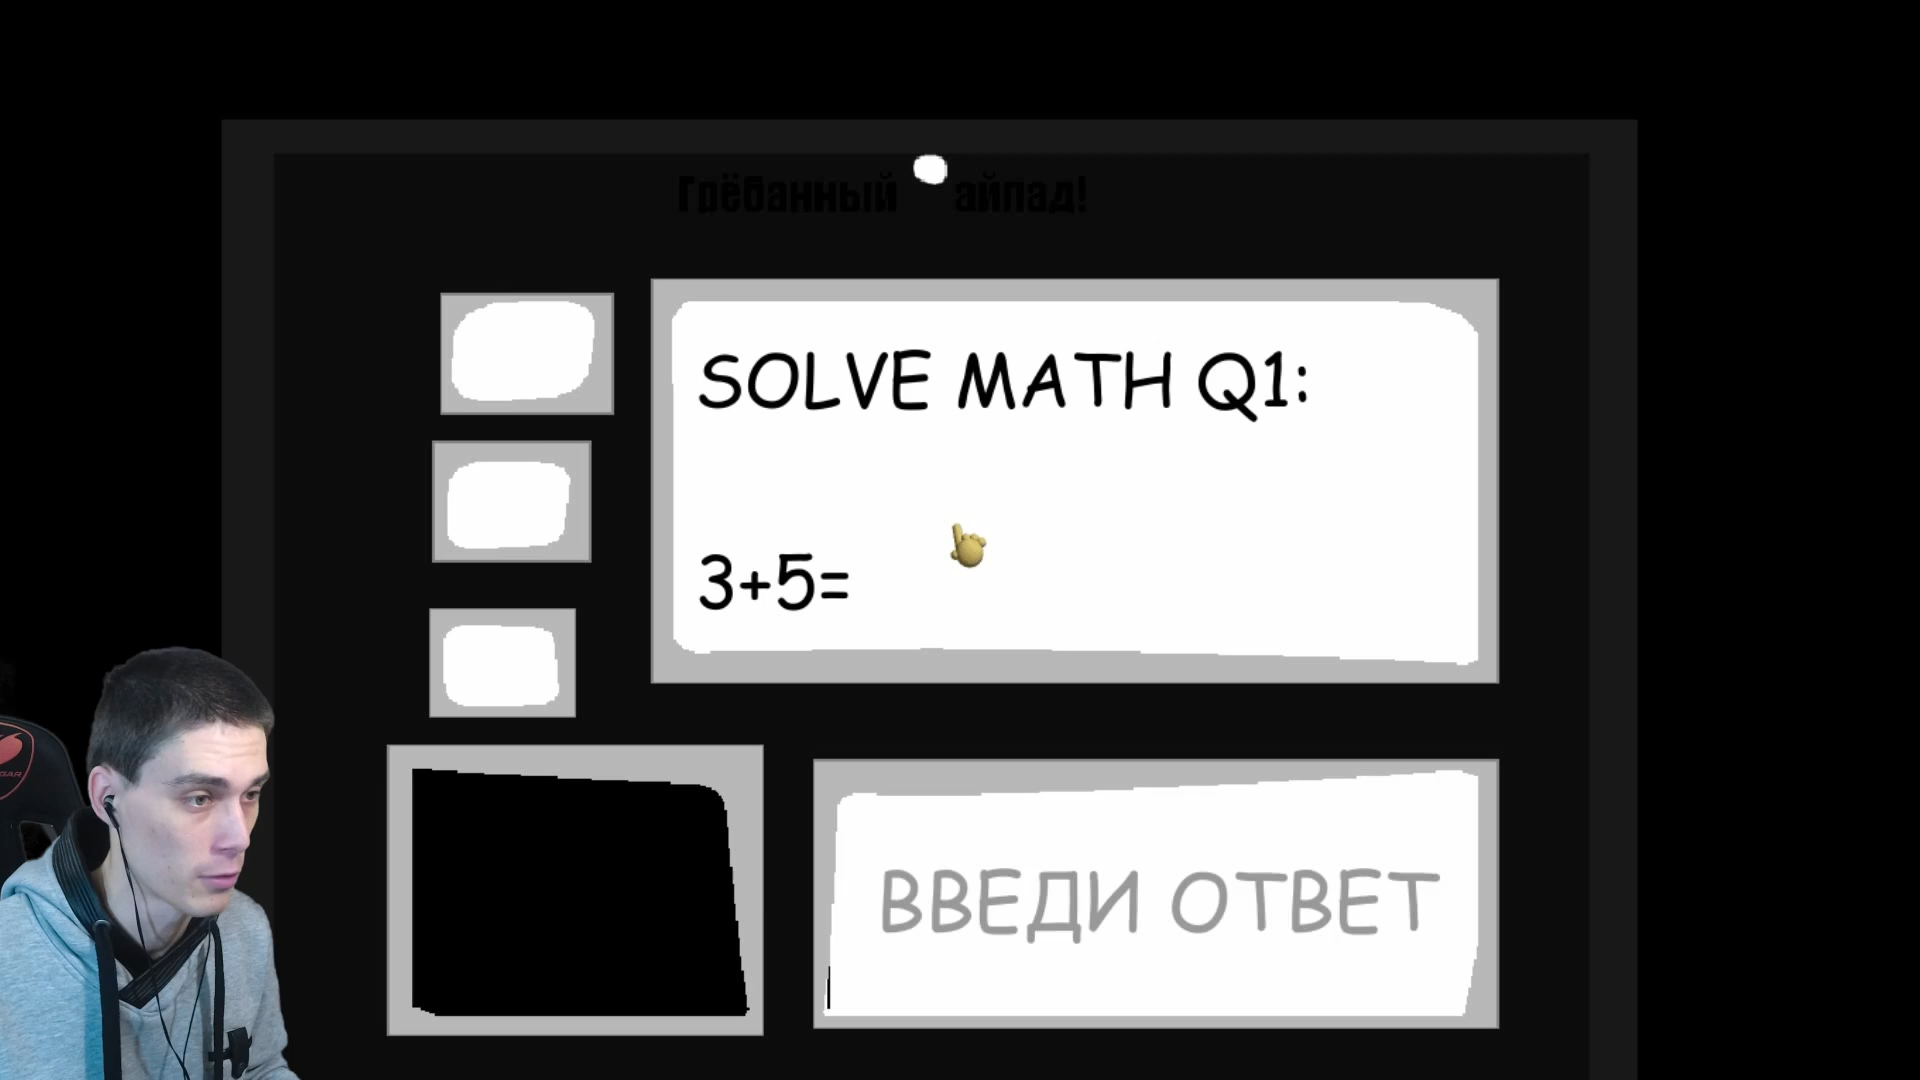 Грёбанный айпад!
SOLVE MATH Q1:
3+5=
ВВЕДИ ОТВЕТ